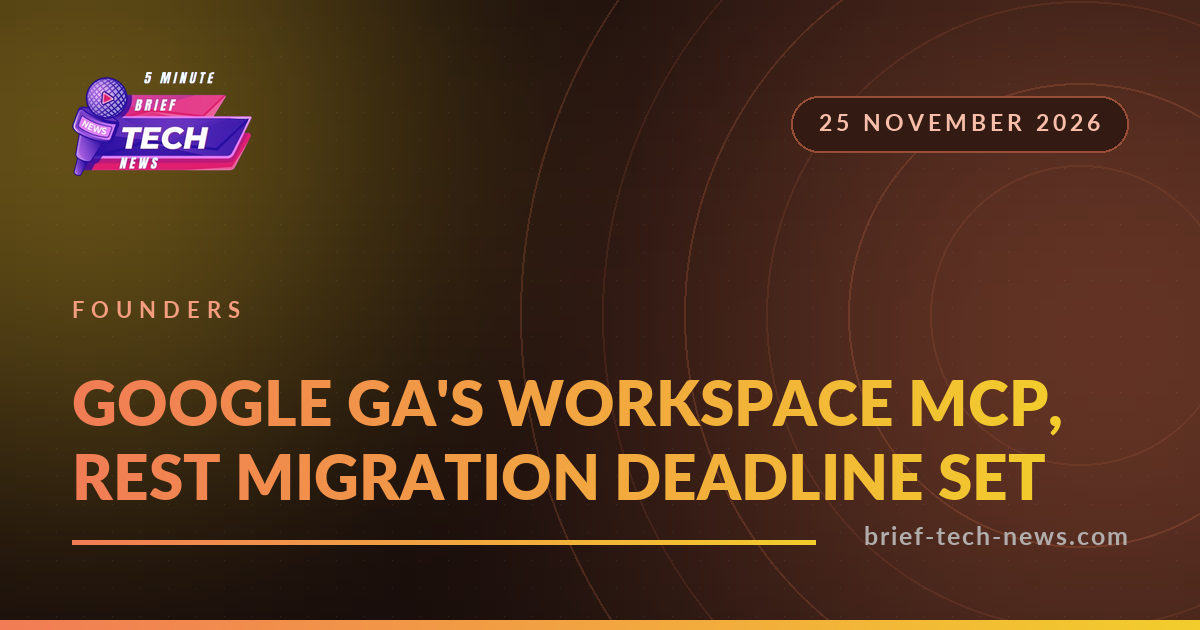 5 MINUTE
BRIEF
NEWS
TECH
NEWS
25 NOVEMBER 2026
FOUNDERS
GOOGLE GA'S WORKSPACE MCP,
REST MIGRATION DEADLINE SET
brief-tech-news.com